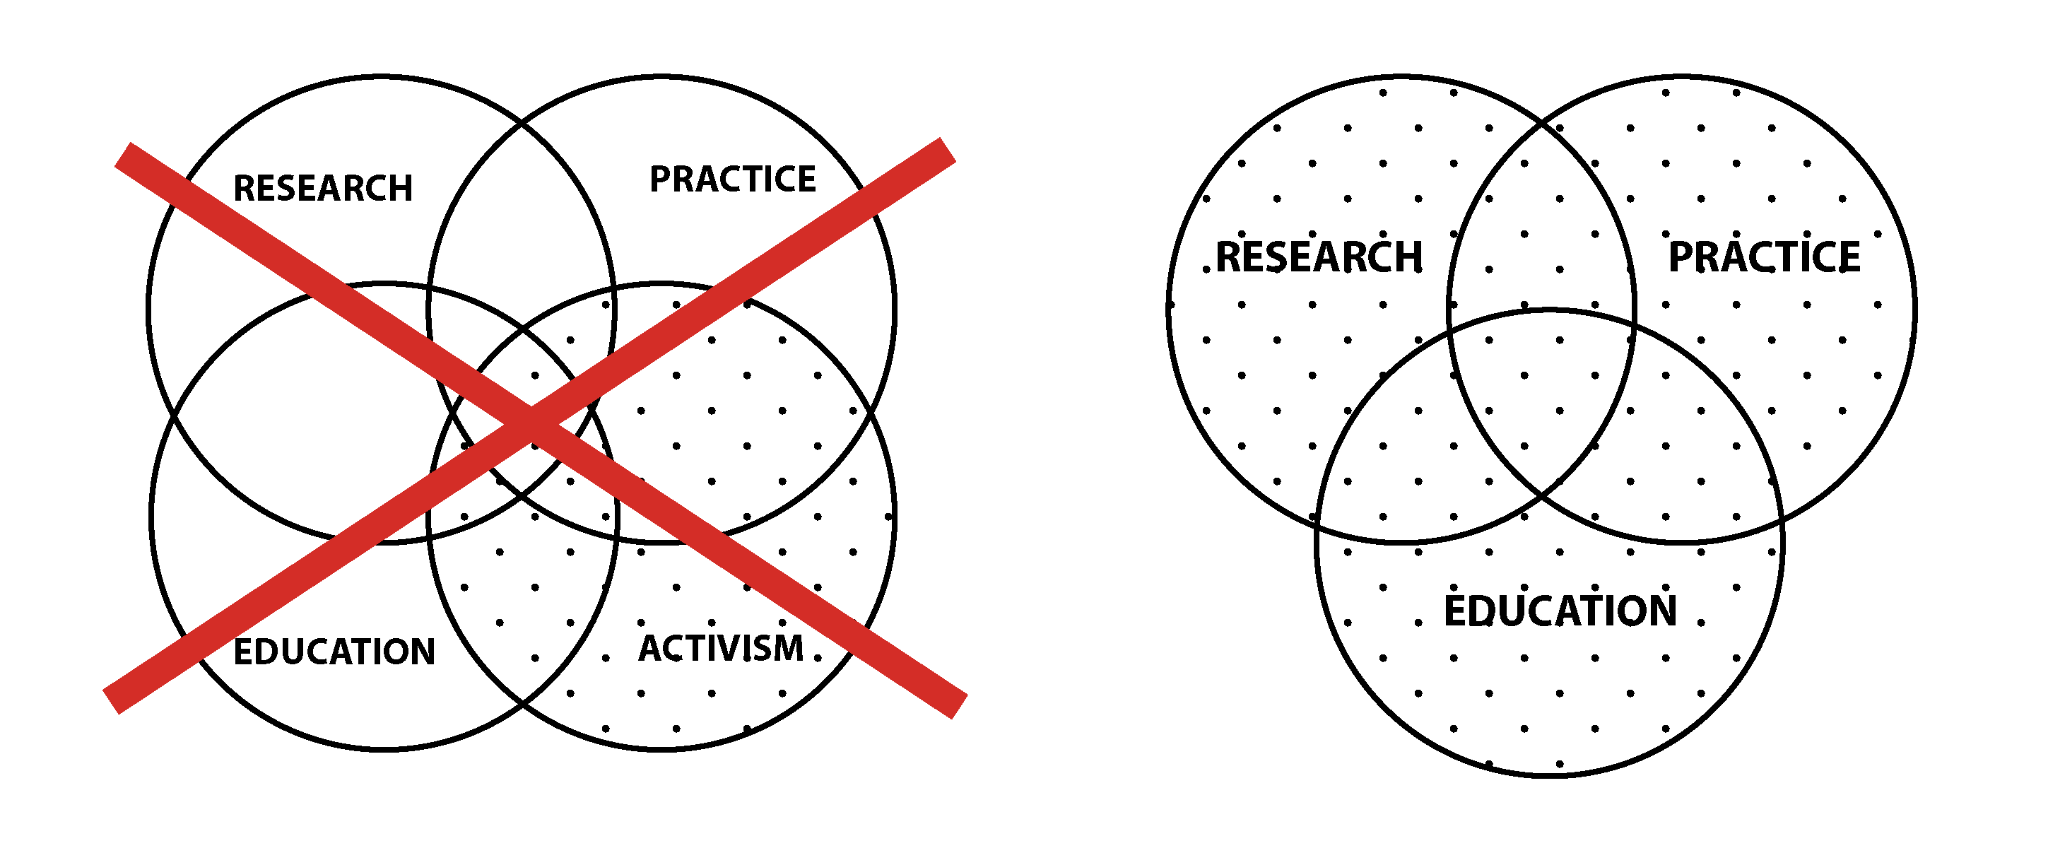 RESEARCH
PRACTICE
EDUCATION
ACTIVISM
RESEARCH
PRACTICE
EDUCATION